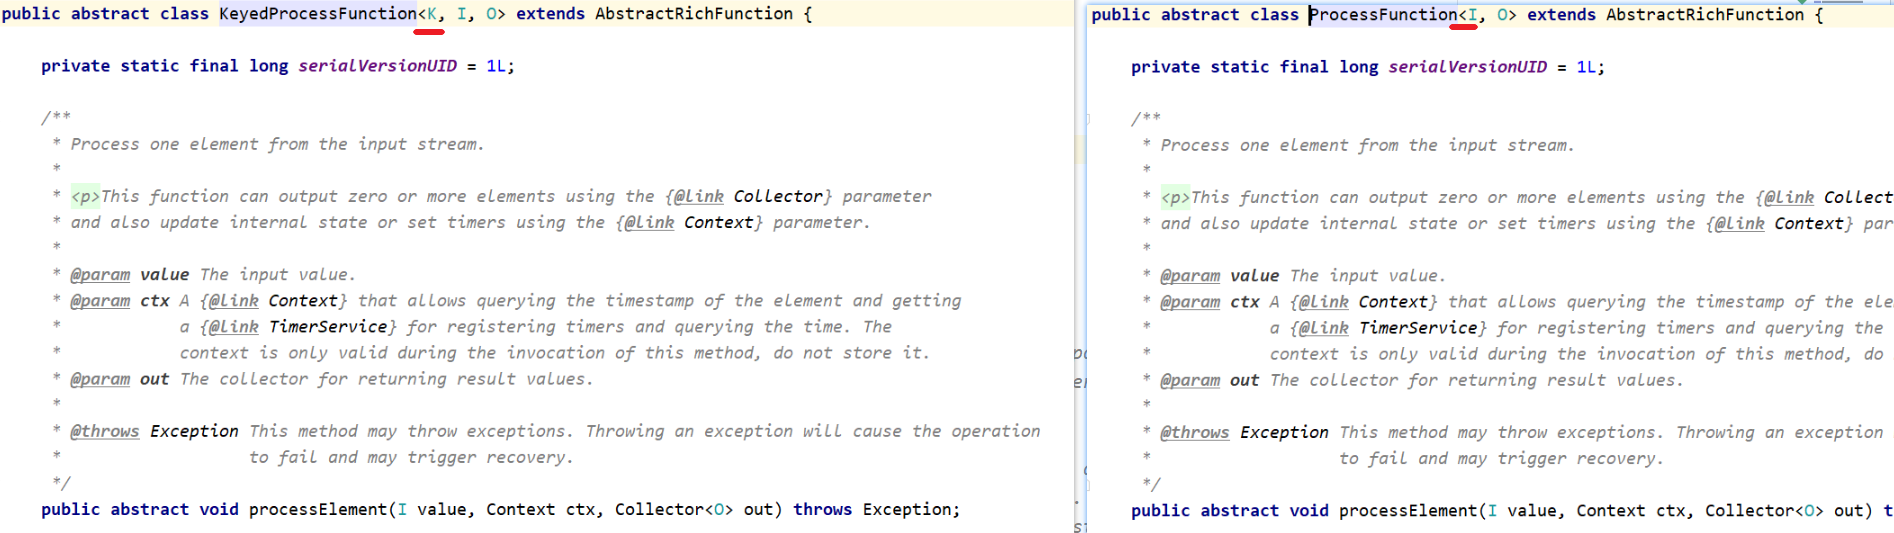 public abstract class KeyedProcessFunction<K, I, O> extends AbstractRichFunction {
private static final long serialVersionUID = 1L;
/**
* Process one element from the input stream.
*
* <p>This function can output zero or more elements using the {@link Collector} parameter
* and also update internal state or set timers using the {@link Context} parameter.
*
* @param value The input value.
* @param ctx A {@link Context} that allows querying the timestamp of the element and getting
* a {@link TimerService} for registering timers and querying the time. The
* context is only valid during the invocation of this method, do not store it.
* @param out The collector for returning result values.
*
* @throws Exception This method may throw exceptions. Throwing an exception will cause the operation
* to fail and may trigger recovery.
*/
public abstract void processElement(I value, Context ctx, Collector<O> out) throws Exception;
public abstract class ProcessFunction<I, O> extends AbstractRichFunction {
private static final long serialVersionUID = 1L;
/**
* Process one element from the input stream.
*
* <p>This function can output zero or more elements using the {@link Collect
* and also update internal state or set timers using the {@link Context} par
*
* @param value The input value.
* @param ctx A {@link Context} that allows querying the timestamp of the ele
* a {@link TimerService} for registering timers and querying the
* context is only valid during the invocation of this method, do
* @param out The collector for returning result values.
*
* @throws Exception This method may throw exceptions. Throwing an exception
* to fail and may trigger recovery.
*/
public abstract void processElement(I value, Context ctx, Collector<O> out) t